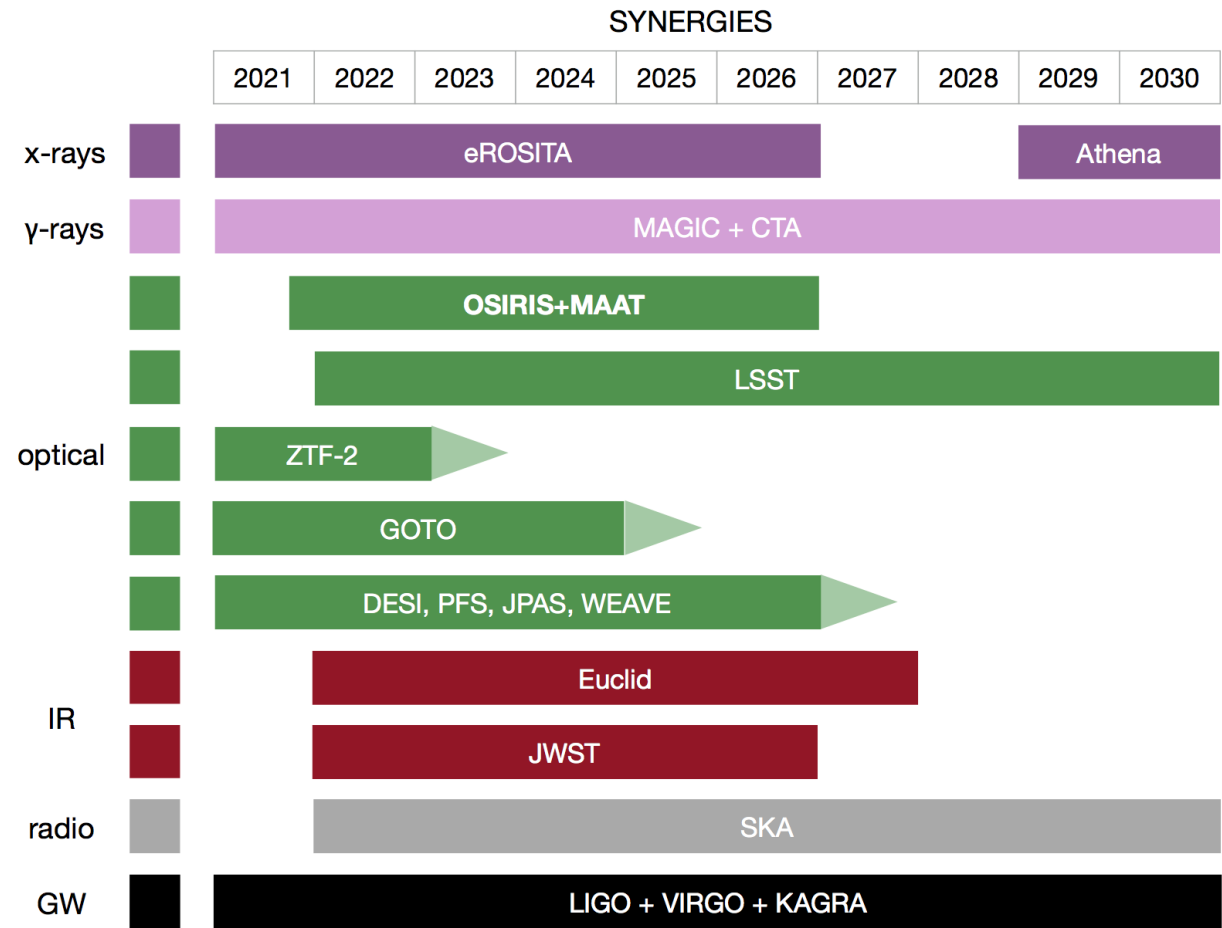 SYNERGIES
2021 2022 2023 2024 2025 2026 2027 2028 2029 2030
x-rays eROSITA Athena
γ-rays MAGIC + CTA
OSIRIS+MAAT
LSST
optical ZTF-2
GOTO
DESI, PFS, JPAS, WEAVE
Euclid
IR
JWST
radio SKA
GW LIGO + VIRGO + KAGRA